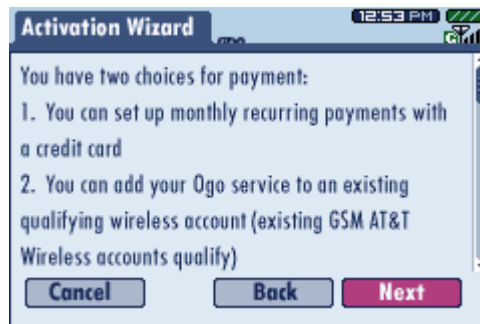 Activation Wizard
12:53 PM
You have two choices for payment:
1. You can set up monthly recurring payments with
a credit card
2. You can add your Ogo service to an existing
qualifying wireless account (existing GSM AT&T
Wireless accounts qualify)
Cancel Back Next